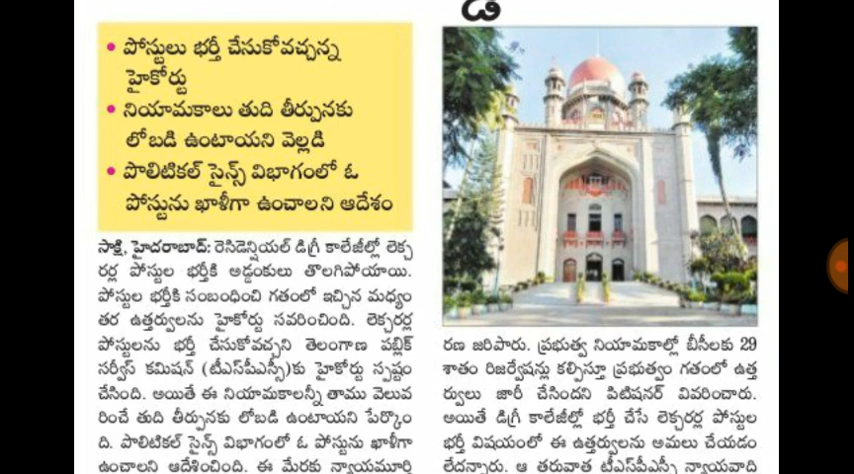 • పోస్టులు భర్తీ చేసుకోవచ్చన్న
హైకోర్టు
• నియామకాలు తుది తీర్పునకు
లోబడి ఉంటాయని వెల్లడి
• పొలిటికల్ సైన్స్ విభాగంలో ఓ
పోస్టును ఖాళీగా ఉంచాలని ఆదేశం
సాక్షి, హైదరాబాద్: రెసిడెన్షియల్ డిగ్రీ కాలేజీల్లో లెక్చ
రర్ల పోస్టుల భర్తీకి అడ్డంకులు తొలగిపోయాయి.
పోస్టుల భర్తీకి సంబంధించి గతంలో ఇచ్చిన మధ్యం
తర ఉత్తర్వులను హైకోర్టు సవరించింది. లెక్చరర్ల
పోస్టులను భర్తీ చేసుకోవచ్చని తెలంగాణ పబ్లిక్
సర్వీస్ కమిషన్ (టీఎస్‌పీఎస్సీ)కు హైకోర్టు స్పష్టం
చేసింది. అయితే ఈ నియామకాలన్నీ తాము వెలువ
రించే తుది తీర్పునకు లోబడి ఉంటాయని పేర్కొం
ది. పొలిటికల్ సైన్స్ విభాగంలో ఓ పోస్టును ఖాళీగా
ఉంచాలని ఆదేశించింది. ఈ మేరకు న్యాయమూర్తి
రణ జరిపారు. ప్రభుత్వ నియామకాల్లో బీసీలకు 29
శాతం రిజర్వేషన్లు కల్పిస్తూ ప్రభుత్వం గతంలో ఉత్త
ర్వులు జారీ చేసిందని పిటిషనర్ వివరించారు.
అయితే డిగ్రీ కాలేజీల్లో భర్తీ చేసే లెక్చరర్ల పోస్టుల
భర్తీ విషయంలో ఈ ఉత్తర్వులను అమలు చేయడం
లేదన్నారు. ఆ తరువాత టీఎస్‌పీఎస్సీ న్యాయవాది